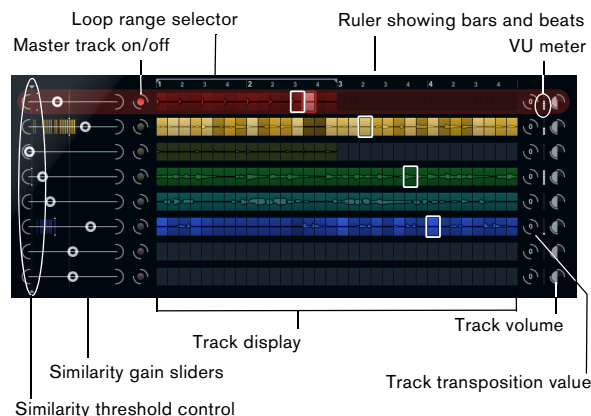 Loop range selector
Ruler showing bars and beats
Master track on/off
VU meter
1 2 3 4 2 2 3 4 3 2 3 4 4 2 3 4
0
0
0
0
0
0
0
0
Track display
Track volume
Similarity gain sliders
Track transposition value
Similarity threshold control